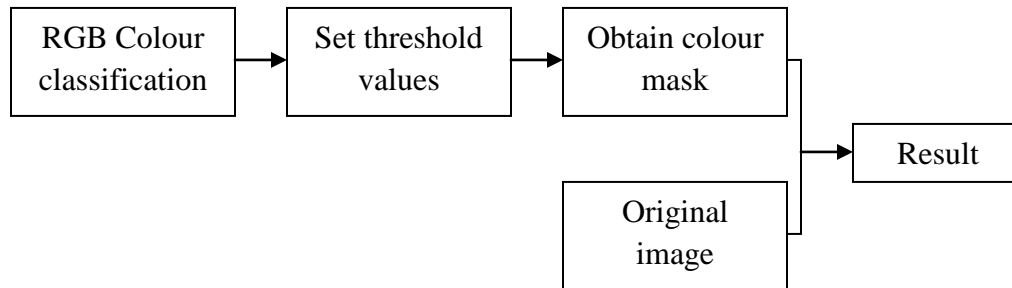 RGB Colour
classification
Set threshold
values
Obtain colour
mask
Original
image
Result